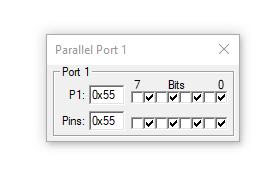 Parallel Port 1
Port 1
7 Bits 0
P1: 0x55
Pins: 0x55